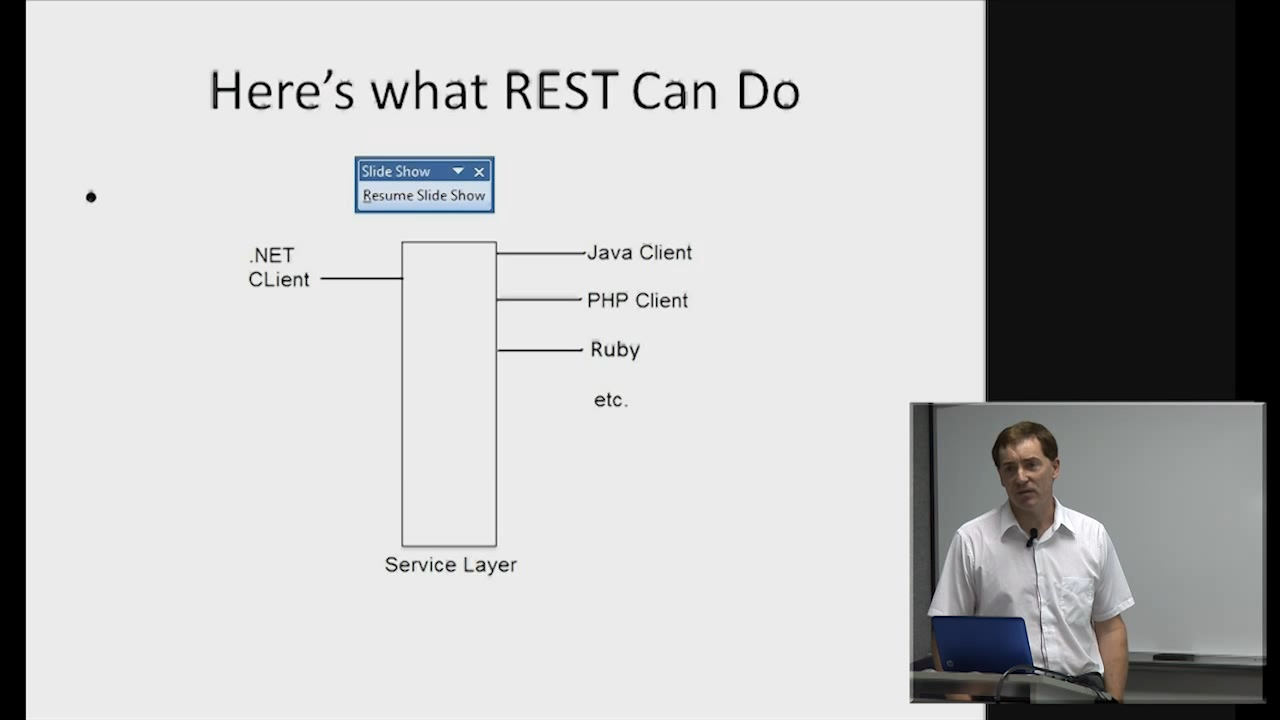 Here's what REST Can Do
Slide Show
Resume Slide Show
.NET
CLient
Java Client
PHP Client
Ruby
etc.
Service Layer